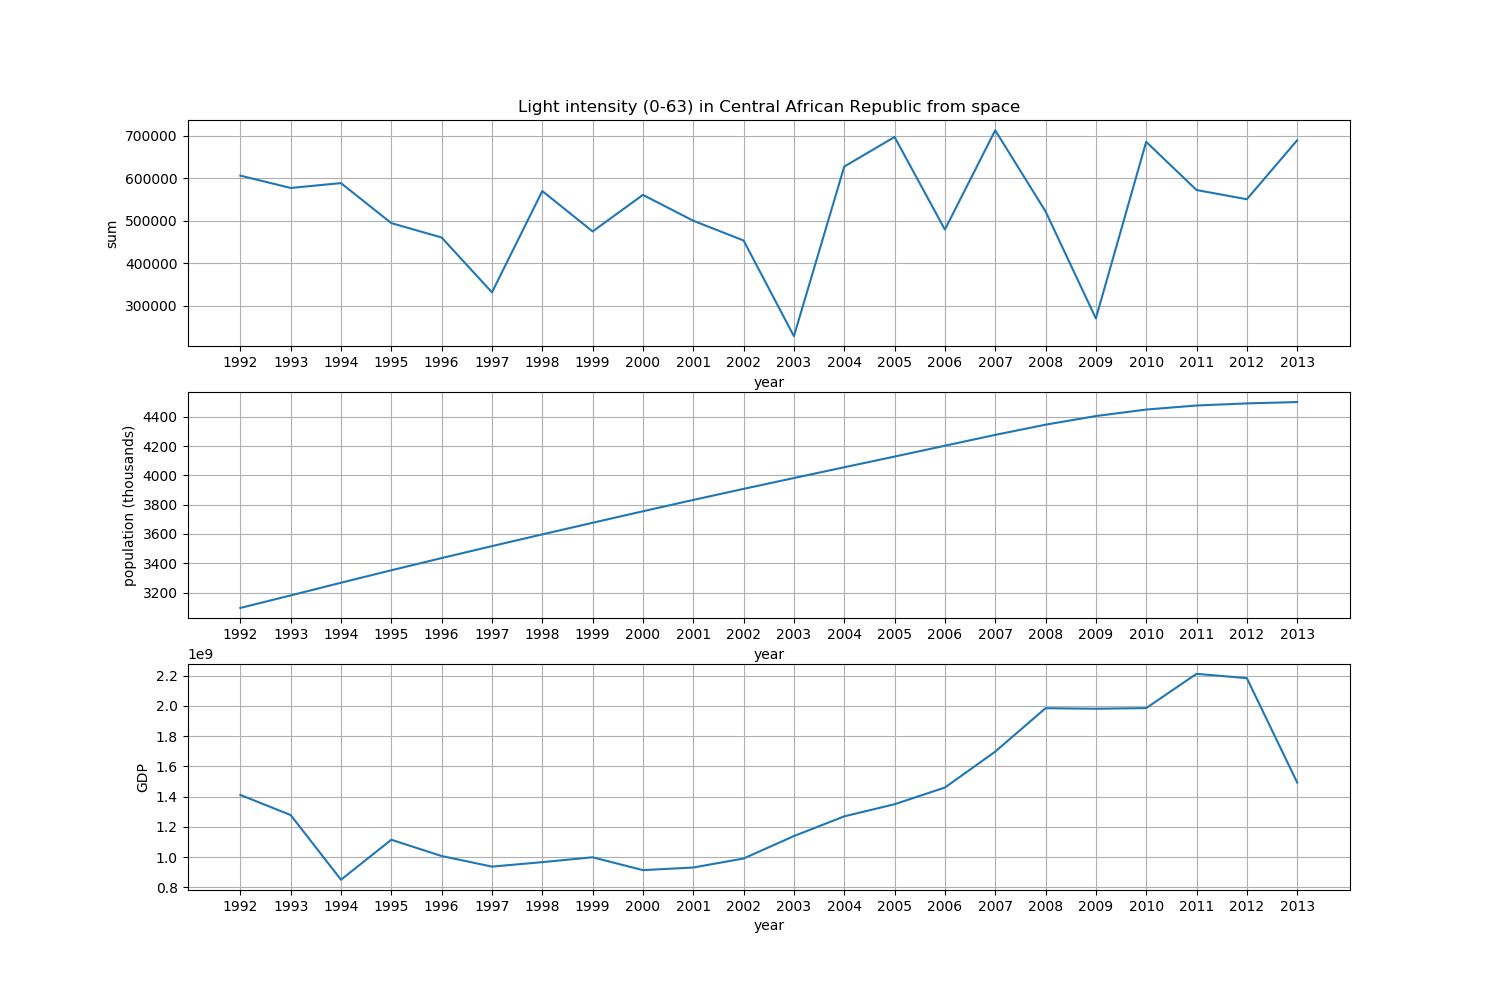 Light intensity (0-63) in Central African Republic from space
700000
600000
500000
400000
300000
sum
1992 1993 1994 1995 1996 1997 1998 1999 2000 2001 2002 2003 2004 2005 2006 2007 2008 2009 2010 2011 2012 2013
year
4400
4200
4000
3800
3600
3400
3200
population (thousands)
1992 1993 1994 1995 1996 1997 1998 1999 2000 2001 2002 2003 2004 2005 2006 2007 2008 2009 2010 2011 2012 2013
year
1e9
2.2
2.0
1.8
1.6
1.4
1.2
1.0
0.8
GDP
1992 1993 1994 1995 1996 1997 1998 1999 2000 2001 2002 2003 2004 2005 2006 2007 2008 2009 2010 2011 2012 2013
year